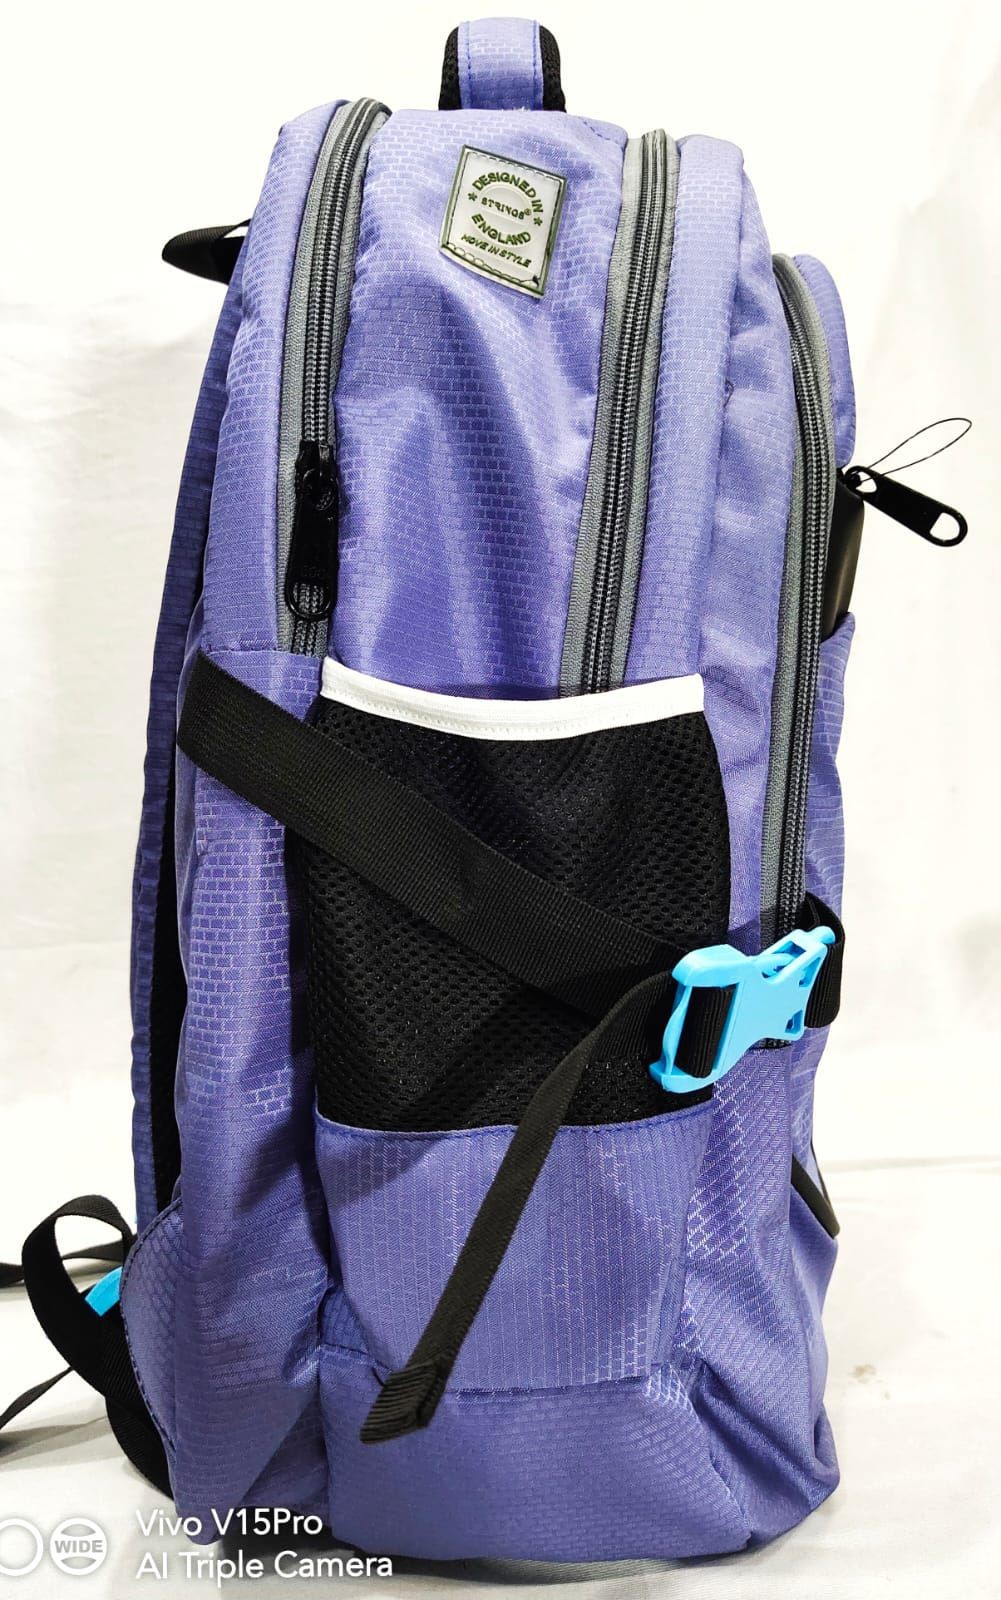 DESIGNED IN
STRINGS®
ENGLAND
MOVE IN STYLE
WIDE
Vivo V15Pro
AI Triple Camera